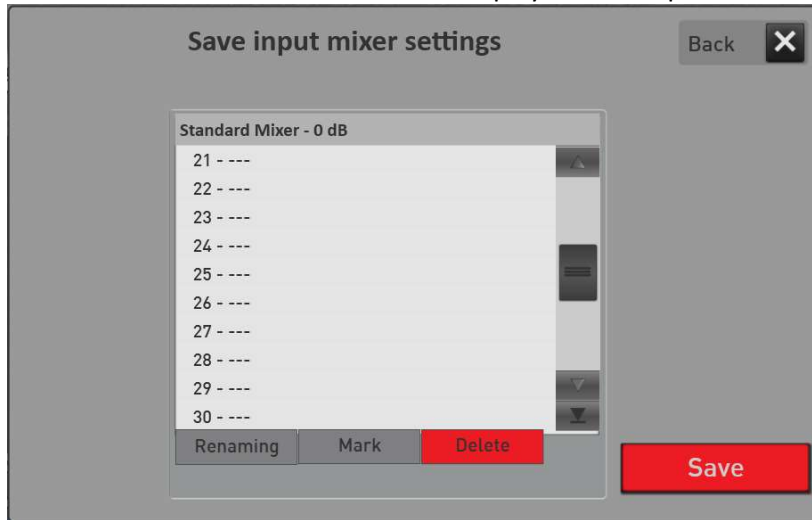 Save input mixer settings
Back
Standard Mixer - 0 dB
21 - ---
22 - ---
23 - ---
24 - ---
25 - ---
26 - ---
27 - ---
28 - ---
29 - ---
30 - ---
Renaming Mark Delete
Save